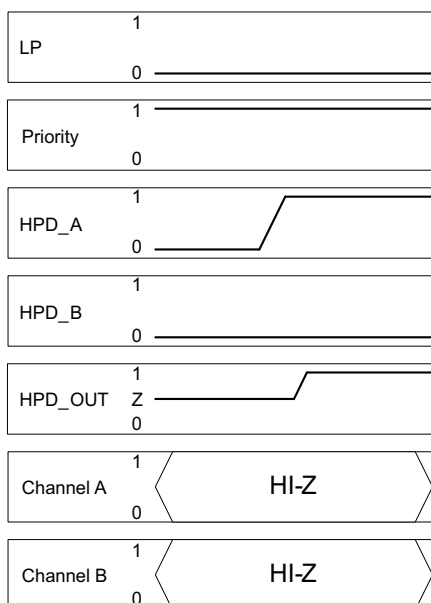 1
LP
0
1
Priority
0
1
HPD_A
0
1
HPD_B
0
1
HPD_OUT Z
0
1
Channel A HI-Z
0
1
Channel B HI-Z
0